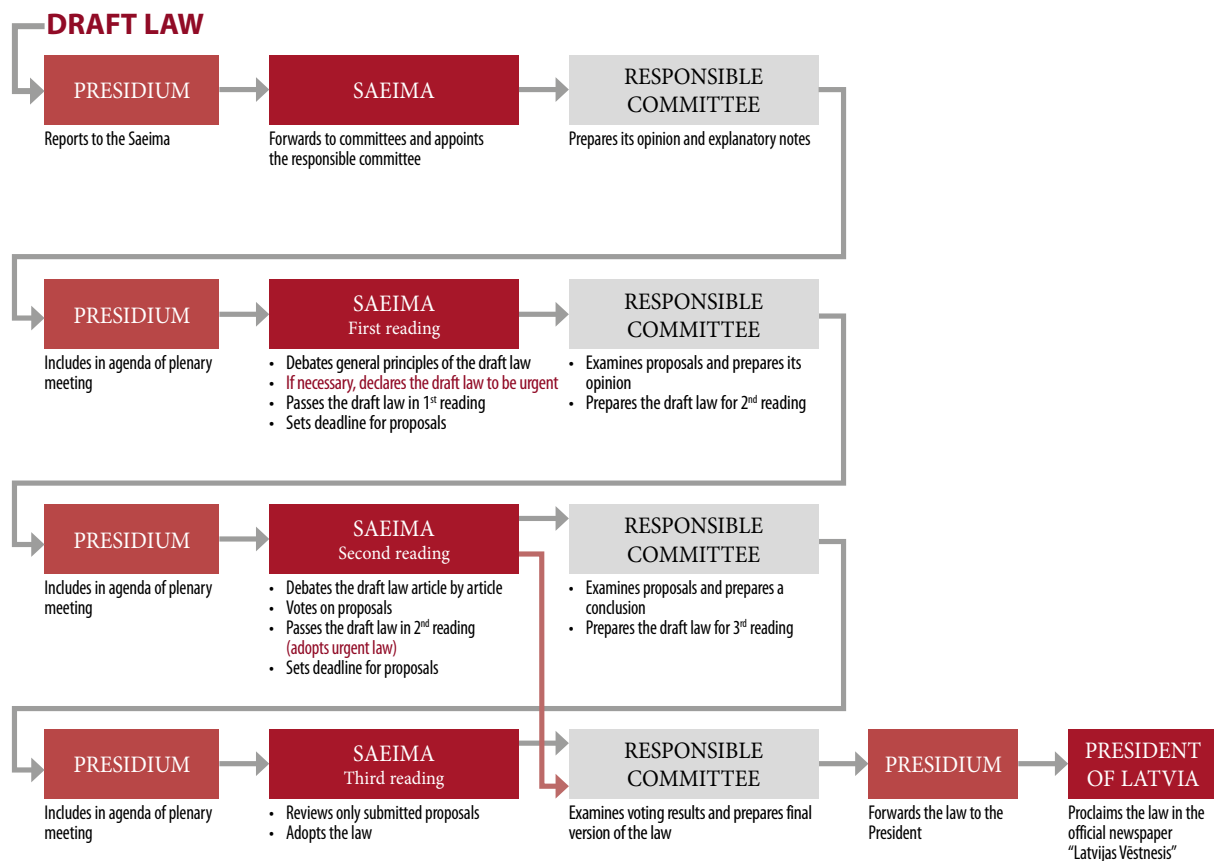 DRAFT LAW
PRESIDIUM
Reports to the Saeima
SAEIMA
Forwards to committees and appoints
the responsible committee
RESPONSIBLE
COMMITTEE
Prepares its opinion and explanatory notes
PRESIDIUM
Includes in agenda of plenary
meeting
SAEIMA
First reading
• Debates general principles of the draft law
• If necessary, declares the draft law to be urgent
• Passes the draft law in 1st reading
• Sets deadline for proposals
RESPONSIBLE
COMMITTEE
• Examines proposals and prepares its
opinion
• Prepares the draft law for 2nd reading
PRESIDIUM
Includes in agenda of plenary
meeting
SAEIMA
Second reading
• Debates the draft law article by article
• Votes on proposals
• Passes the draft law in 2nd reading
(adopts urgent law)
• Sets deadline for proposals
RESPONSIBLE
COMMITTEE
• Examines proposals and prepares a
conclusion
• Prepares the draft law for 3rd reading
PRESIDIUM
Includes in agenda of plenary
meeting
SAEIMA
Third reading
• Reviews only submitted proposals
• Adopts the law
RESPONSIBLE
COMMITTEE
Examines voting results and prepares final
version of the law
PRESIDIUM
Forwards the law to the
President
PRESIDENT
OF LATVIA
Proclaims the law in the
official newspaper
“Latvijas Vēstnesis”